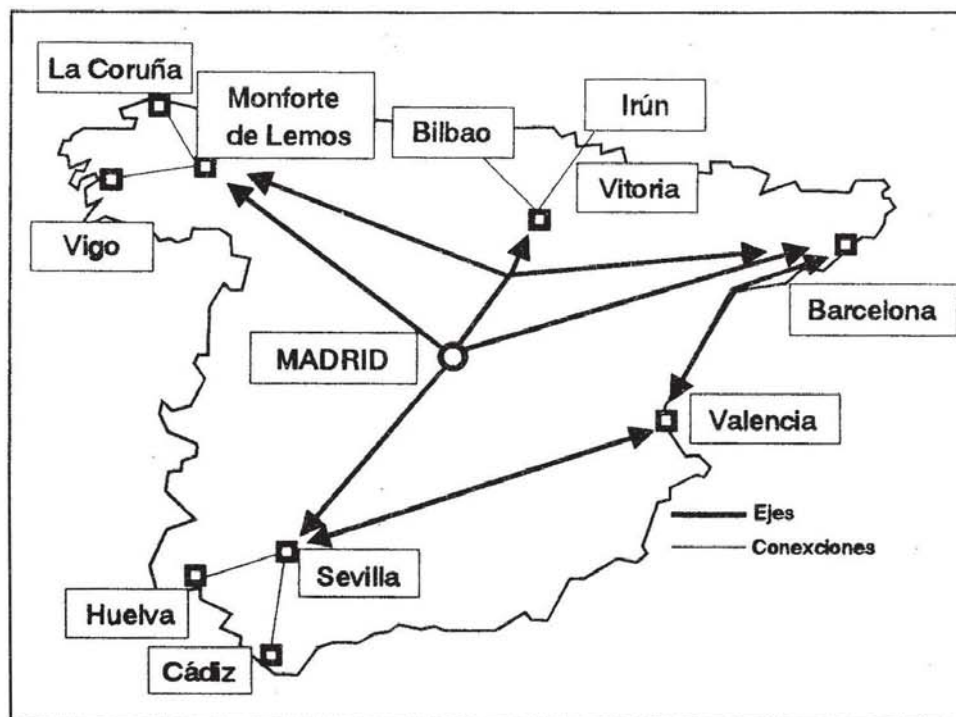 La Coruña
Monforte
de Lemos
Irún
Bilbao
Vitoria
Vigo
Barcelona
MADRID
Valencia
Ejes
Conexciones
Sevilla
Huelva
Cádiz